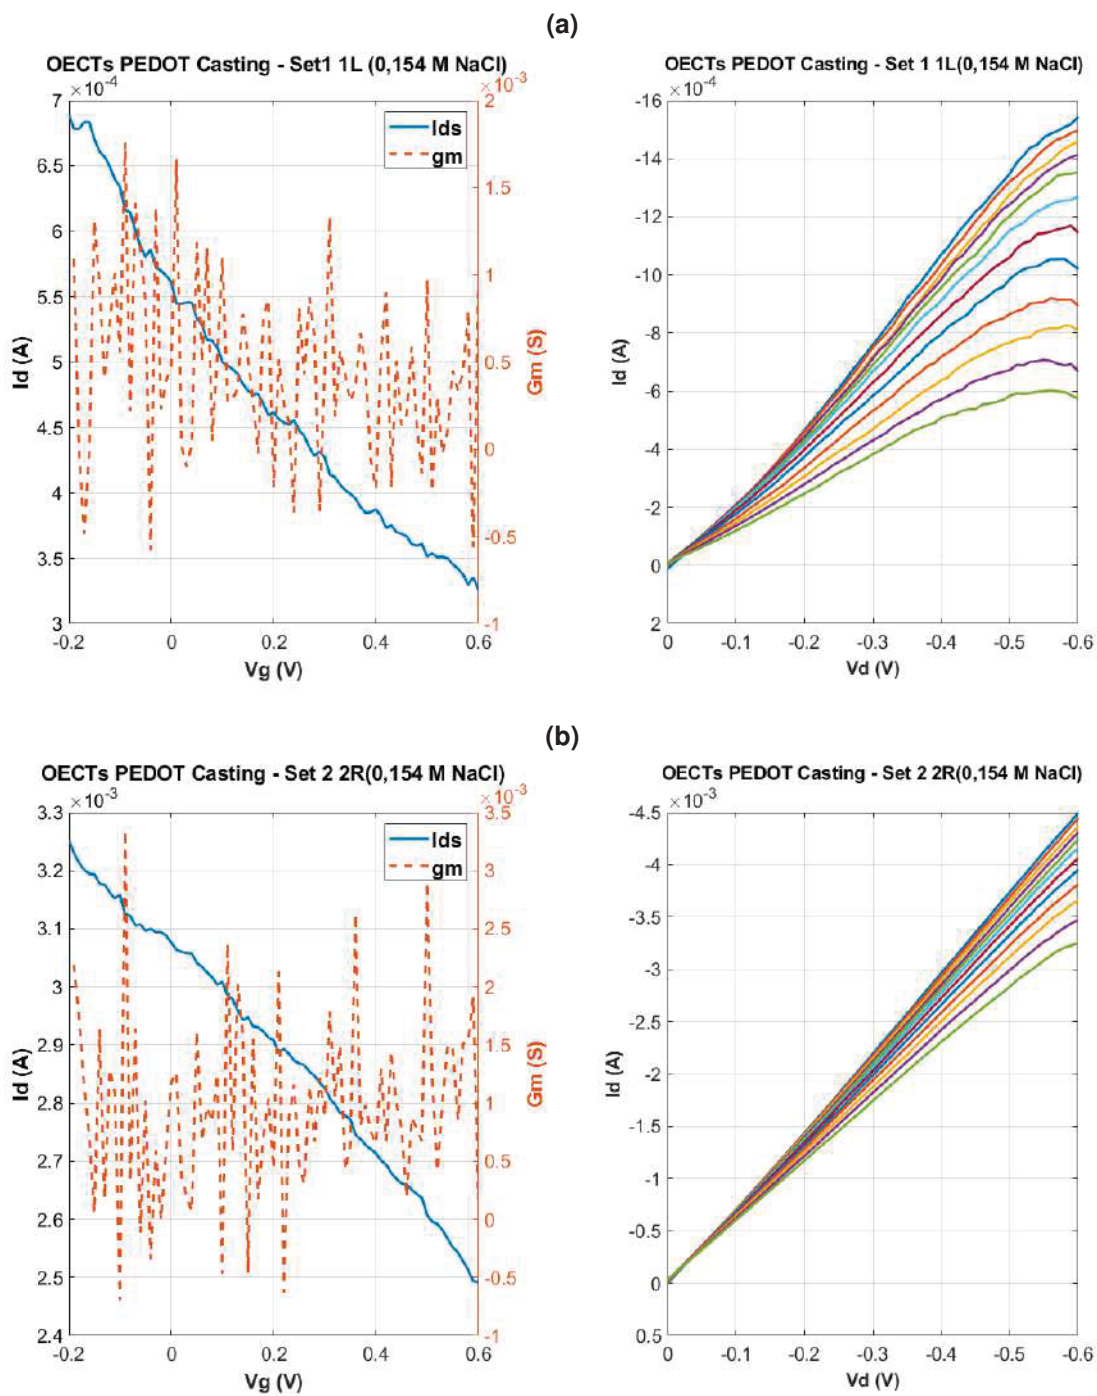 (a)
OECTs PEDOT Casting - Set1 1L (0,154 M NaCl)
×10⁻⁴
×10⁻³
7
6.5
6
5.5
5
4.5
4
3.5
3
Id (A)
2
1.5
1
0.5
0
-0.5
-1
Gm (S)
Ids
gm
-0.2 0 0.2 0.4 0.6
Vg (V)
OECTs PEDOT Casting - Set 1 1L(0,154 M NaCl)
×10⁻⁴
-16
-14
-12
-10
-8
-6
-4
-2
0
2
Id (A)
0 -0.1 -0.2 -0.3 -0.4 -0.5 -0.6
Vd (V)
(b)
OECTs PEDOT Casting - Set 2 2R(0,154 M NaCl)
×10⁻³
×10⁻³
3.3
3.2
3.1
3
2.9
2.8
2.7
2.6
2.5
2.4
Id (A)
3.5
3
2.5
2
1.5
1
0.5
0
-0.5
-1
Gm (S)
Ids
gm
-0.2 0 0.2 0.4 0.6
Vg (V)
OECTs PEDOT Casting - Set 2 2R(0,154 M NaCl)
×10⁻³
-4.5
-4
-3.5
-3
-2.5
-2
-1.5
-1
-0.5
0
0.5
Id (A)
0 -0.1 -0.2 -0.3 -0.4 -0.5 -0.6
Vd (V)